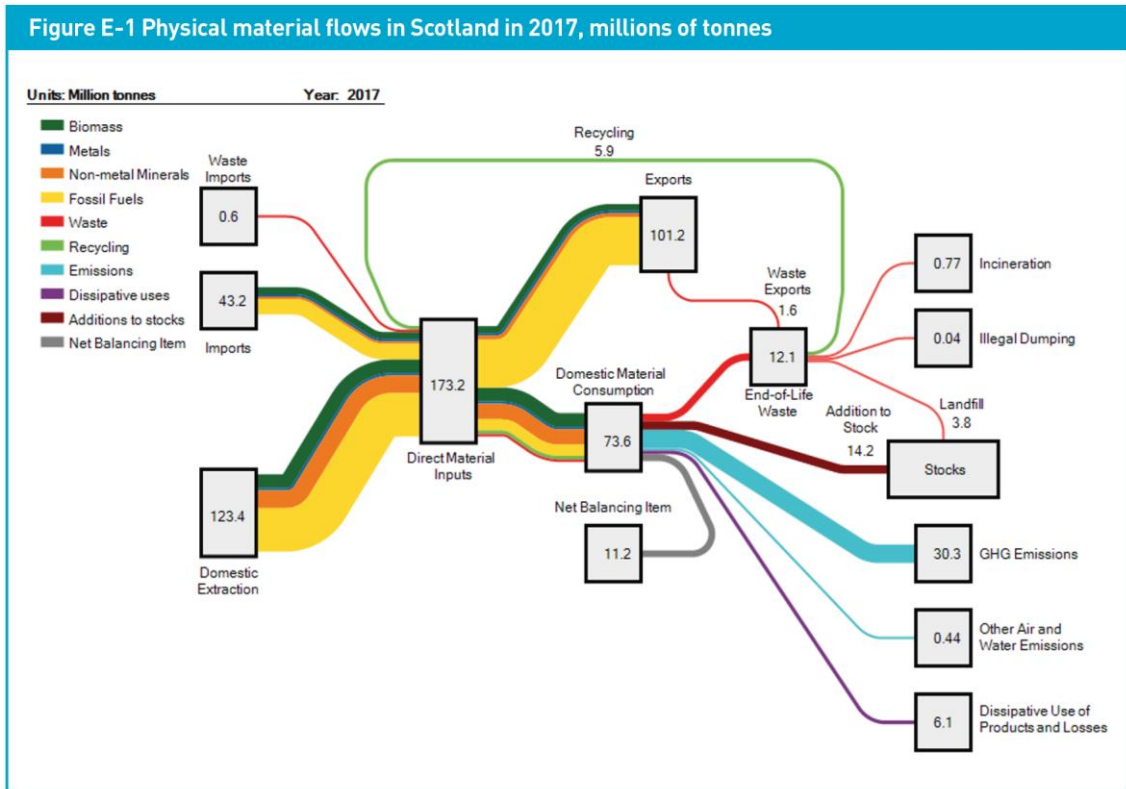 Figure E-1 Physical material flows in Scotland in 2017, millions of tonnes
Units: Million tonnes Year: 2017
Biomass
Metals
Non-metal Minerals
Fossil Fuels
Waste
Recycling
Emissions
Dissipative uses
Additions to stocks
Net Balancing Item
Waste
Imports
0.6
43.2
Imports
123.4
Domestic
Extraction
Recycling
5.9
173.2
Direct Material
Inputs
Exports
101.2
Waste
Exports
1.6
12.1
End-of-Life
Waste
Domestic Material
Consumption
73.6
Net Balancing Item
11.2
0.77
Incineration
0.04
Illegal Dumping
Landfill
3.8
Addition to
Stock
14.2
Stocks
30.3
GHG Emissions
0.44
Other Air and
Water Emissions
6.1
Dissipative Use of
Products and Losses